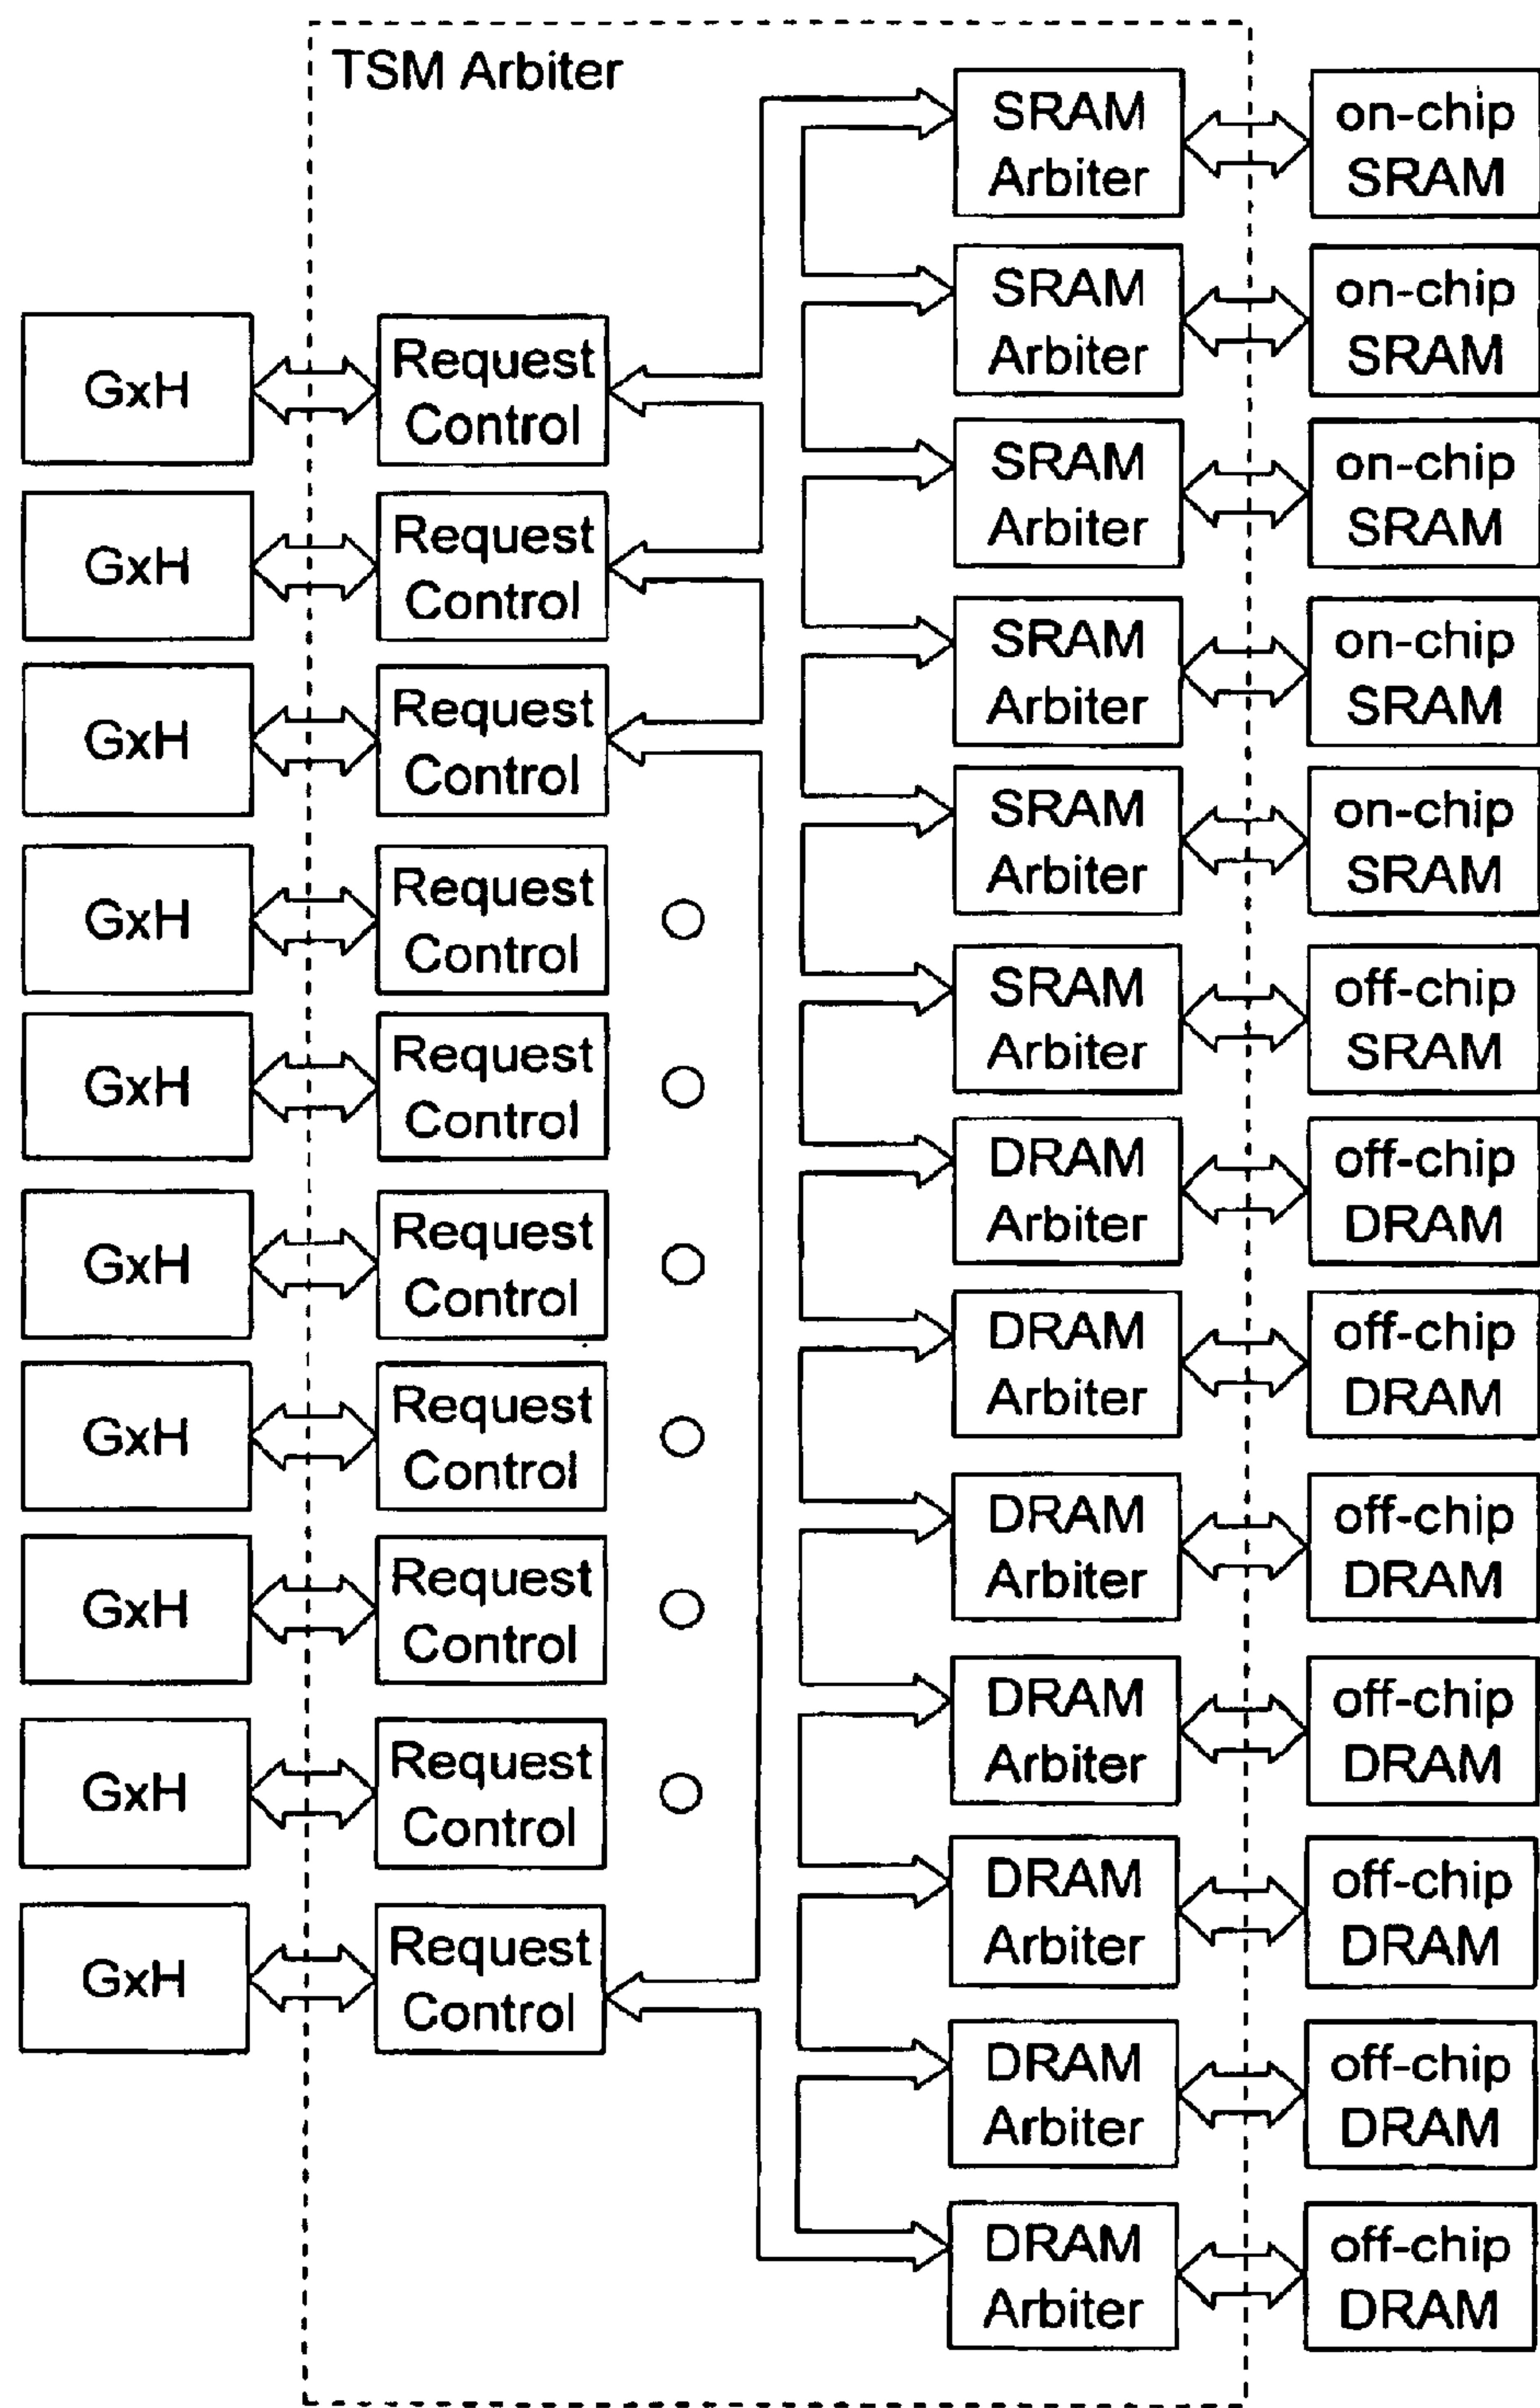 TSM Arbiter
SRAM
Arbiter
on-chip
SRAM
SRAM
Arbiter
on-chip
SRAM
GxH
Request
Control
SRAM
Arbiter
on-chip
SRAM
GxH
Request
Control
SRAM
Arbiter
on-chip
SRAM
GxH
Request
Control
SRAM
Arbiter
on-chip
SRAM
GxH
Request
Control
SRAM
Arbiter
off-chip
SRAM
GxH
Request
Control
DRAM
Arbiter
off-chip
DRAM
GxH
Request
Control
DRAM
Arbiter
off-chip
DRAM
GxH
Request
Control
DRAM
Arbiter
off-chip
DRAM
GxH
Request
Control
DRAM
Arbiter
off-chip
DRAM
GxH
Request
Control
DRAM
Arbiter
off-chip
DRAM
GxH
Request
Control
DRAM
Arbiter
off-chip
DRAM
DRAM
Arbiter
off-chip
DRAM